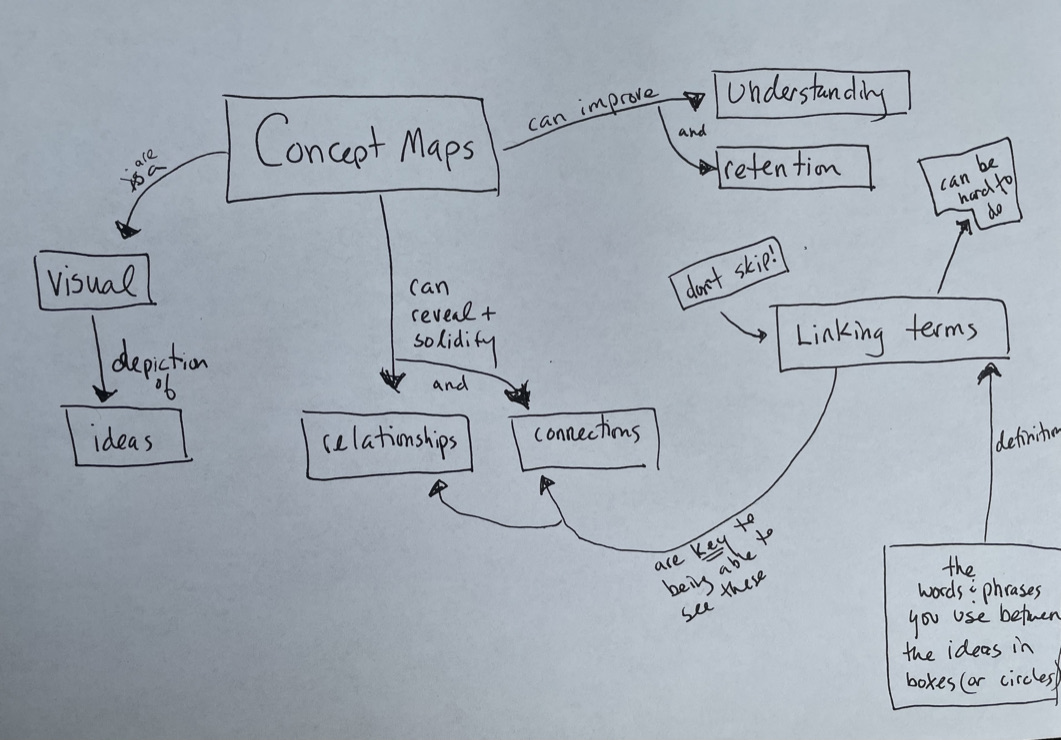 Concept Maps
are
is a
visual
depiction
of
ideas
can improve
Understanding
and
retention
can
reveal +
solidify
and
relationships
connections
can be
hard to
do
don't skip!
Linking terms
are key to
being able to
see these
definition
the
words & phrases
you use between
the ideas in
boxes (or circles)